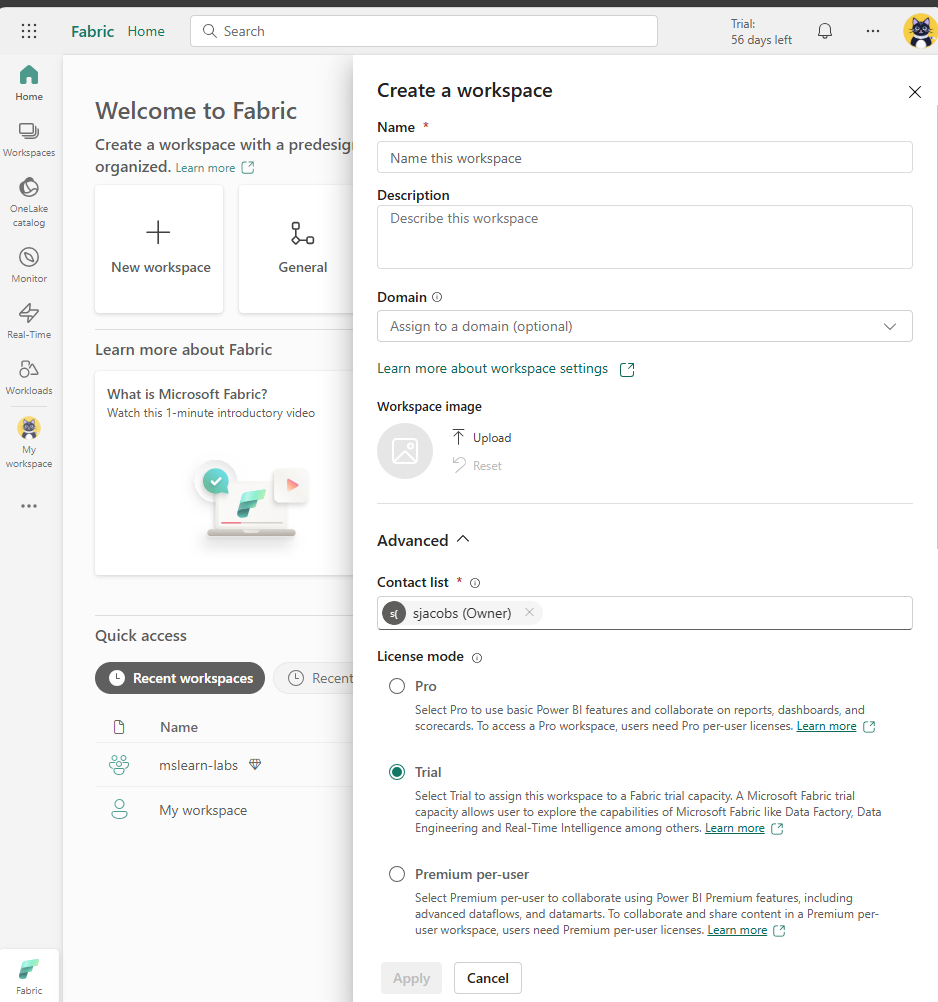 Fabric
Home
Search
Trial:
56 days left
Home
Workspaces
OneLake
catalog
Monitor
Real-Time
Workloads
My
workspace
Fabric
Welcome to Fabric
Create a workspace with a predesig
organized. Learn more
New workspace
General
Learn more about Fabric
What is Microsoft Fabric?
Watch this 1-minute introductory video
Quick access
Recent workspaces
Recent
Name
mslearn-labs
My workspace
Create a workspace
Name *
Name this workspace
Description
Describe this workspace
Domain
Assign to a domain (optional)
Learn more about workspace settings
Workspace image
Upload
Reset
Advanced
Contact list *
s( sjacobs (Owner)
License mode
Pro
Select Pro to use basic Power BI features and collaborate on reports, dashboards, and
scorecards. To access a Pro workspace, users need Pro per-user licenses. Learn more
Trial
Select Trial to assign this workspace to a Fabric trial capacity. A Microsoft Fabric trial
capacity allows user to explore the capabilities of Microsoft Fabric like Data Factory, Data
Engineering and Real-Time Intelligence among others. Learn more
Premium per-user
Select Premium per-user to collaborate using Power BI Premium features, including
advanced dataflows, and datamarts. To collaborate and share content in a Premium per-
user workspace, users need Premium per-user licenses. Learn more
Apply
Cancel